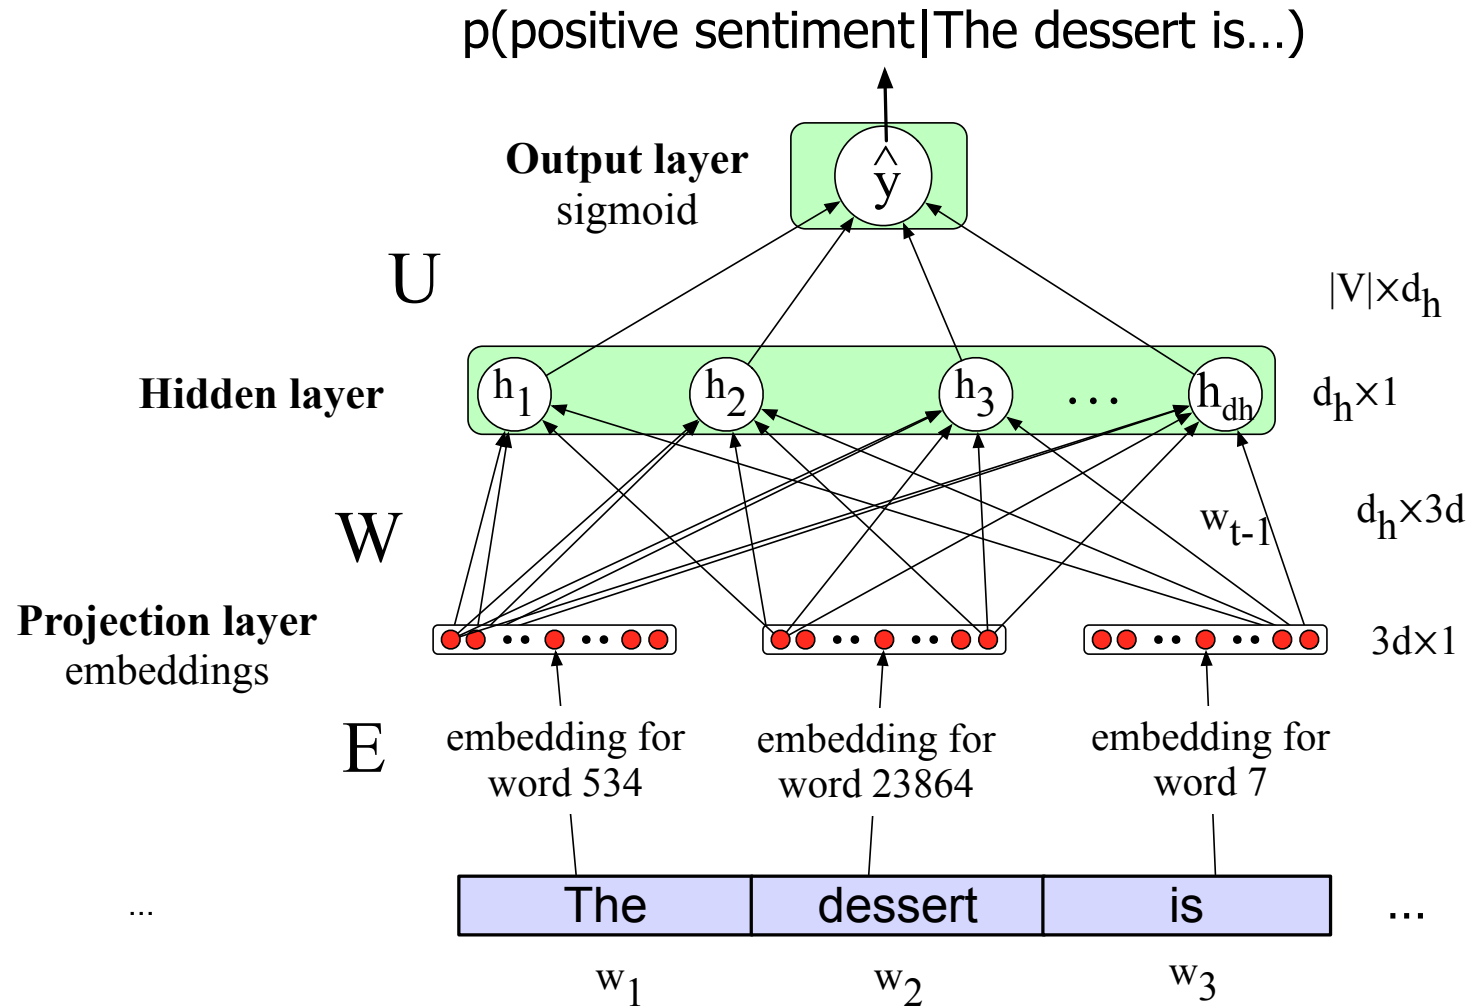 p(positive sentiment|The dessert is...)
Output layer
sigmoid
ŷ
U
|V|×dh
Hidden layer
h1 h2 h3 ... hdh
dh×1
W
wt-1
dh×3d
Projection layer
embeddings
3d×1
E
embedding for
word 534
embedding for
word 23864
embedding for
word 7
... The dessert is ...
w1 w2 w3